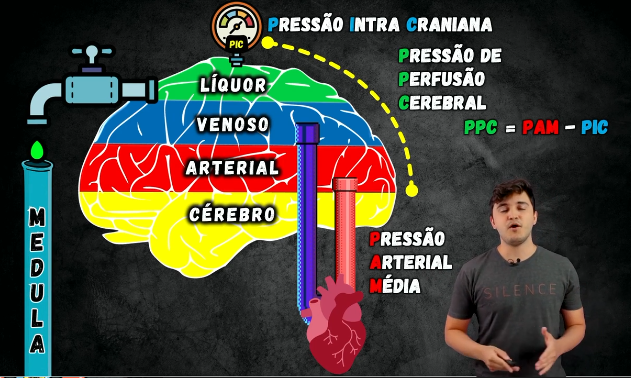 PRESSÃO INTRA CRANIANA
PIC
PRESSÃO DE
PERFUSÃO
CEREBRAL
PPC = PAM - PIC
LÍQUOR
VENOSO
ARTERIAL
CÉREBRO
PRESSÃO
ARTERIAL
MÉDIA
MEDULA
SILENCE